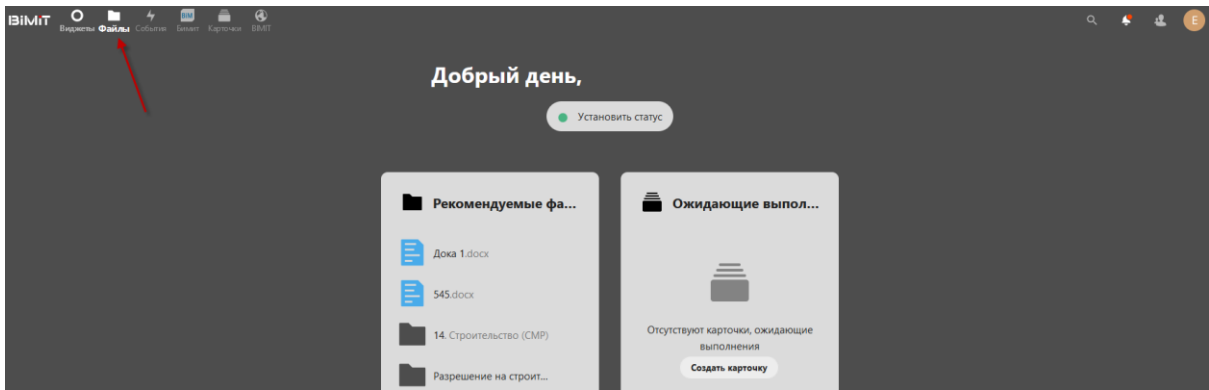 BIMIT
Виджеты Файлы События Бимит Карточки BIMIT
BIM
E
Добрый день,
Установить статус
Рекомендуемые фа...
Дока 1.docx
545.docx
14. Строительство (СМР)
Разрешение на строит...
Ожидающие выпол...
Отсутствуют карточки, ожидающие
выполнения
Создать карточку